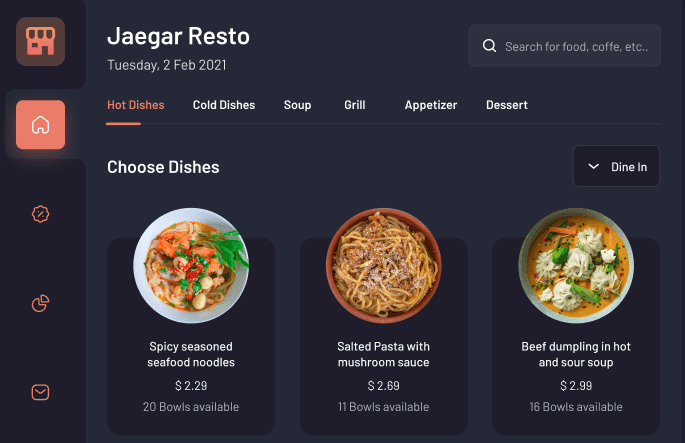 Jaegar Resto
Tuesday, 2 Feb 2021
Search for food, coffe, etc..
Hot Dishes
Cold Dishes
Soup
Grill
Appetizer
Dessert
Choose Dishes
Dine In
Spicy seasoned
seafood noodles
$ 2.29
20 Bowls available
Salted Pasta with
mushroom sauce
$ 2.69
11 Bowls available
Beef dumpling in hot
and sour soup
$ 2.99
16 Bowls available